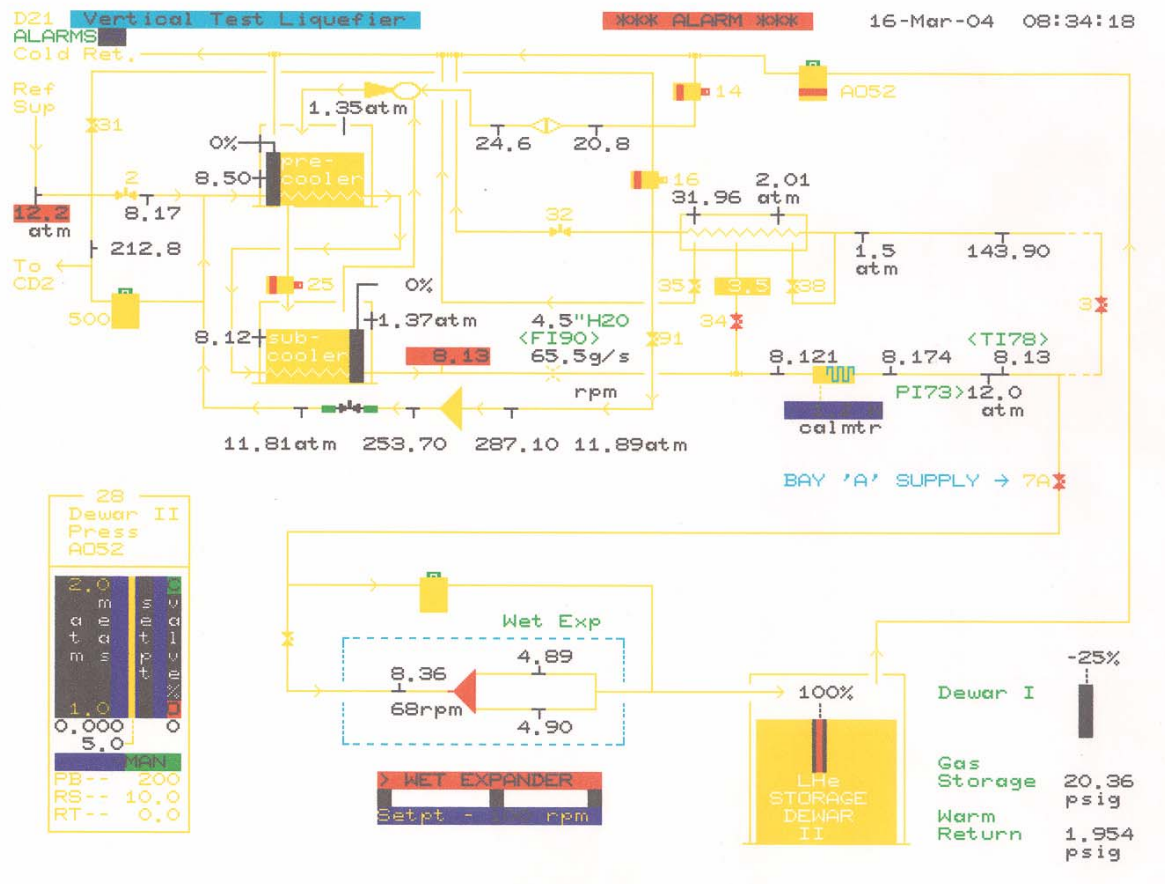 D21 Vertical Test Liquefier
*** ALARM ***
16-Mar-04 08:34:18
ALARMS
Cold Ret.
Ref
Sup
31
1.35atm
14
AO52
24.6
20.8
0%
pre-
cooler
8.50
2
8.17
12.2
atm
212.8
To
CD2
500
16
31.96
2.01
atm
32
1.5
atm
143.90
35
3.5
38
34
3
25
0%
1.37atm
8.12
sub-
cooler
8.13
4.5"H2O
<FI90>
65.5g/s
91
rpm
8.121
8.174
<TI78>
8.13
PI73>12.0
atm
calmtr
11.81atm
253.70
287.10
11.89atm
BAY 'A' SUPPLY → 7A
28
Dewar II
Press
AO52
2.0
atm
meas
setpt
valve%
1.0
0.000
0
5.0
MAN
PB-- 200
RS-- 10.0
RT-- 0.0
Wet Exp
8.36
68rpm
4.89
4.90
> WET EXPANDER
Setpt - rpm
100%
LHe
STORAGE
DEWAR
II
-25%
Dewar I
Gas
Storage
20.36
psig
Warm
Return
1.954
psig